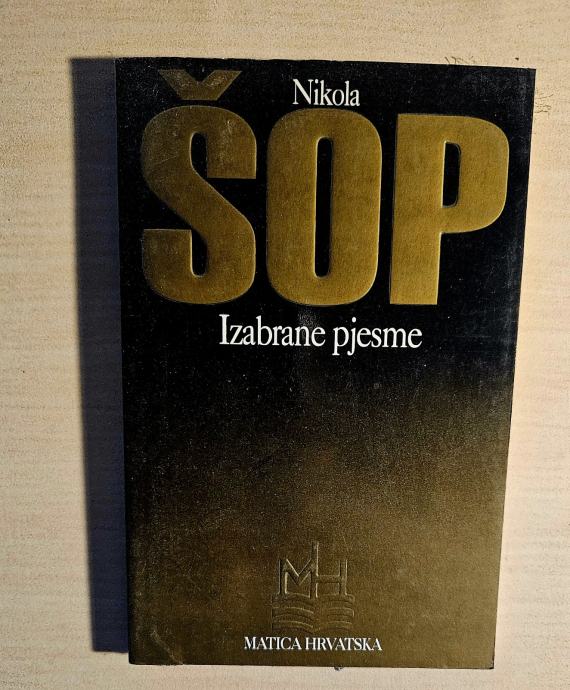 Nikola
ŠOP
Izabrane pjesme
MH
MATICA HRVATSKA